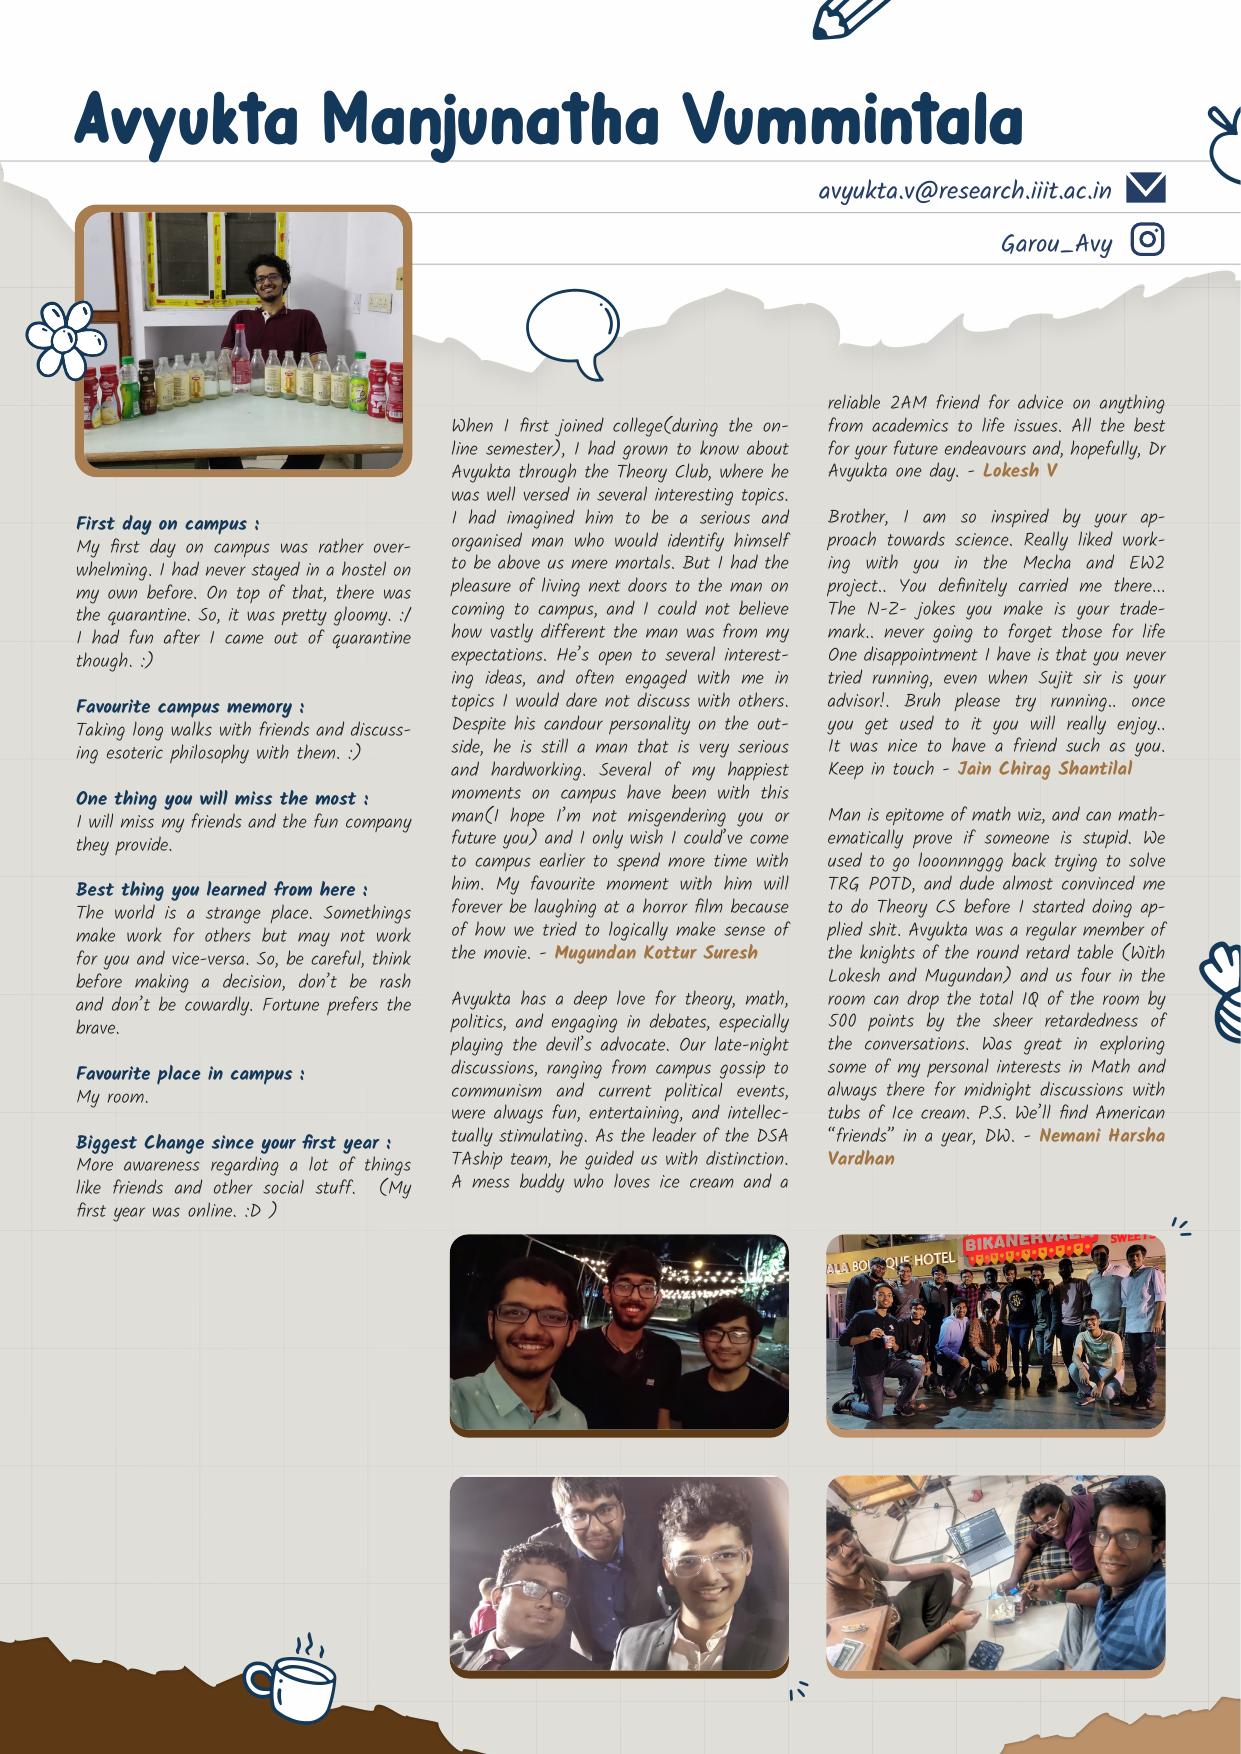 Avyukta Manjunatha Vummintala
avyukta.v@research.iiit.ac.in
Garou_Avy
First day on campus :
My first day on campus was rather over-
whelming. I had never stayed in a hostel on
my own before. On top of that, there was
the quarantine. So, it was pretty gloomy. :/
I had fun after I came out of quarantine
though. :)
Favourite campus memory :
Taking long walks with friends and discuss-
ing esoteric philosophy with them. :)
One thing you will miss the most :
I will miss my friends and the fun company
they provide.
Best thing you learned from here :
The world is a strange place. Somethings
make work for others but may not work
for you and vice-versa. So, be careful, think
before making a decision, don't be rash
and don't be cowardly. Fortune prefers the
brave.
Favourite place in campus :
My room.
Biggest Change since your first year :
More awareness regarding a lot of things
like friends and other social stuff. (My
first year was online. :D )
When I first joined college(during the on-
line semester), I had grown to know about
Avyukta through the Theory Club, where he
was well versed in several interesting topics.
I had imagined him to be a serious and
organised man who would identify himself
to be above us mere mortals. But I had the
pleasure of living next doors to the man on
coming to campus, and I could not believe
how vastly different the man was from my
expectations. He's open to several interest-
ing ideas, and often engaged with me in
topics I would dare not discuss with others.
Despite his candour personality on the out-
side, he is still a man that is very serious
and hardworking. Several of my happiest
moments on campus have been with this
man(I hope I'm not misgendering you or
future you) and I only wish I could've come
to campus earlier to spend more time with
him. My favourite moment with him will
forever be laughing at a horror film because
of how we tried to logically make sense of
the movie. - Mugundan Kottur Suresh
Avyukta has a deep love for theory, math,
politics, and engaging in debates, especially
playing the devil's advocate. Our late-night
discussions, ranging from campus gossip to
communism and current political events,
were always fun, entertaining, and intellec-
tually stimulating. As the leader of the DSA
TAship team, he guided us with distinction.
A mess buddy who loves ice cream and a
reliable 2AM friend for advice on anything
from academics to life issues. All the best
for your future endeavours and, hopefully, Dr
Avyukta one day. - Lokesh V
Brother, I am so inspired by your ap-
proach towards science. Really liked work-
ing with you in the Mecha and EW2
project.. You definitely carried me there...
The N-Z- jokes you make is your trade-
mark.. never going to forget those for life
One disappointment I have is that you never
tried running, even when Sujit sir is your
advisor!. Bruh please try running.. once
you get used to it you will really enjoy..
It was nice to have a friend such as you.
Keep in touch - Jain Chirag Shantilal
Man is epitome of math wiz, and can math-
ematically prove if someone is stupid. We
used to go looonnnggg back trying to solve
TRG POTD, and dude almost convinced me
to do Theory CS before I started doing ap-
plied shit. Avyukta was a regular member of
the knights of the round retard table (With
Lokesh and Mugundan) and us four in the
room can drop the total IQ of the room by
500 points by the sheer retardedness of
the conversations. Was great in exploring
some of my personal interests in Math and
always there for midnight discussions with
tubs of Ice cream. P.S. We'll find American
"friends" in a year, DW. - Nemani Harsha
Vardhan
BIKANERVALA SWEETS
HOTEL